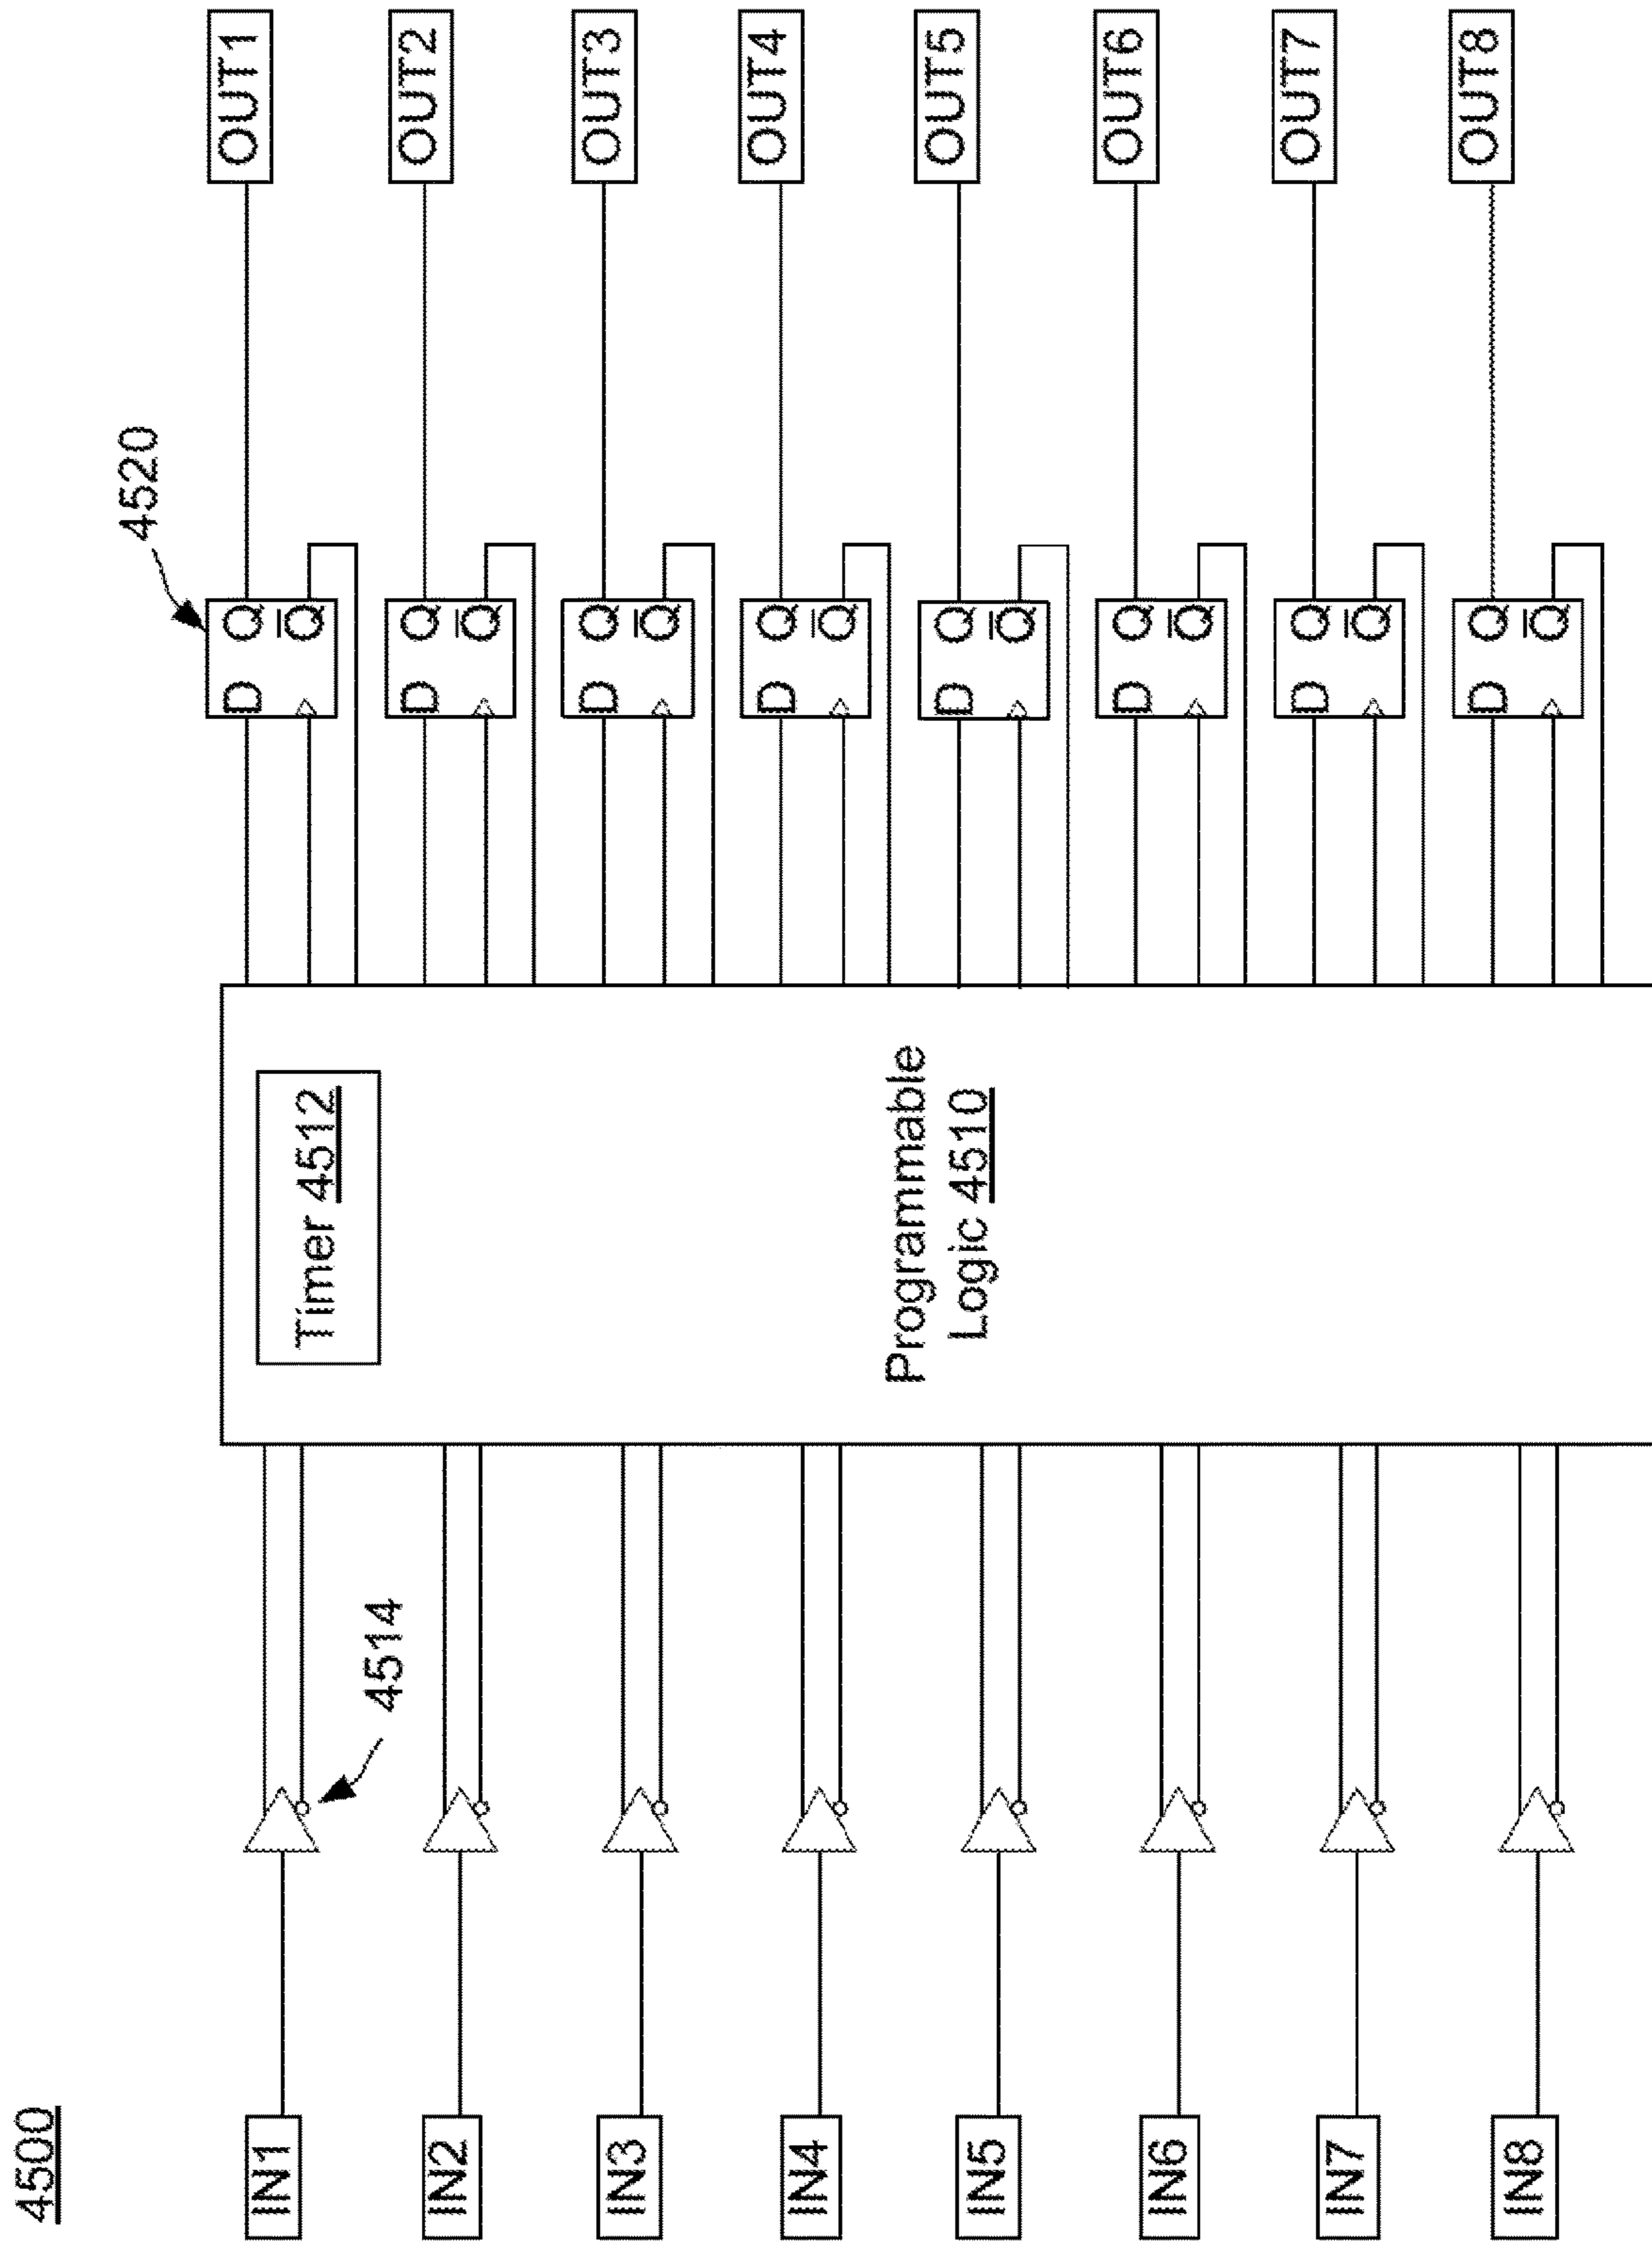 4500
IN1
IN2
IN3
IN4
IN5
IN6
IN7
IN8
4514
Timer 4512
Programmable
Logic 4510
4520
D Q
Q̅
D Q
Q̅
D Q
Q̅
D Q
Q̅
D Q
Q̅
D Q
Q̅
D Q
Q̅
D Q
Q̅
OUT1
OUT2
OUT3
OUT4
OUT5
OUT6
OUT7
OUT8